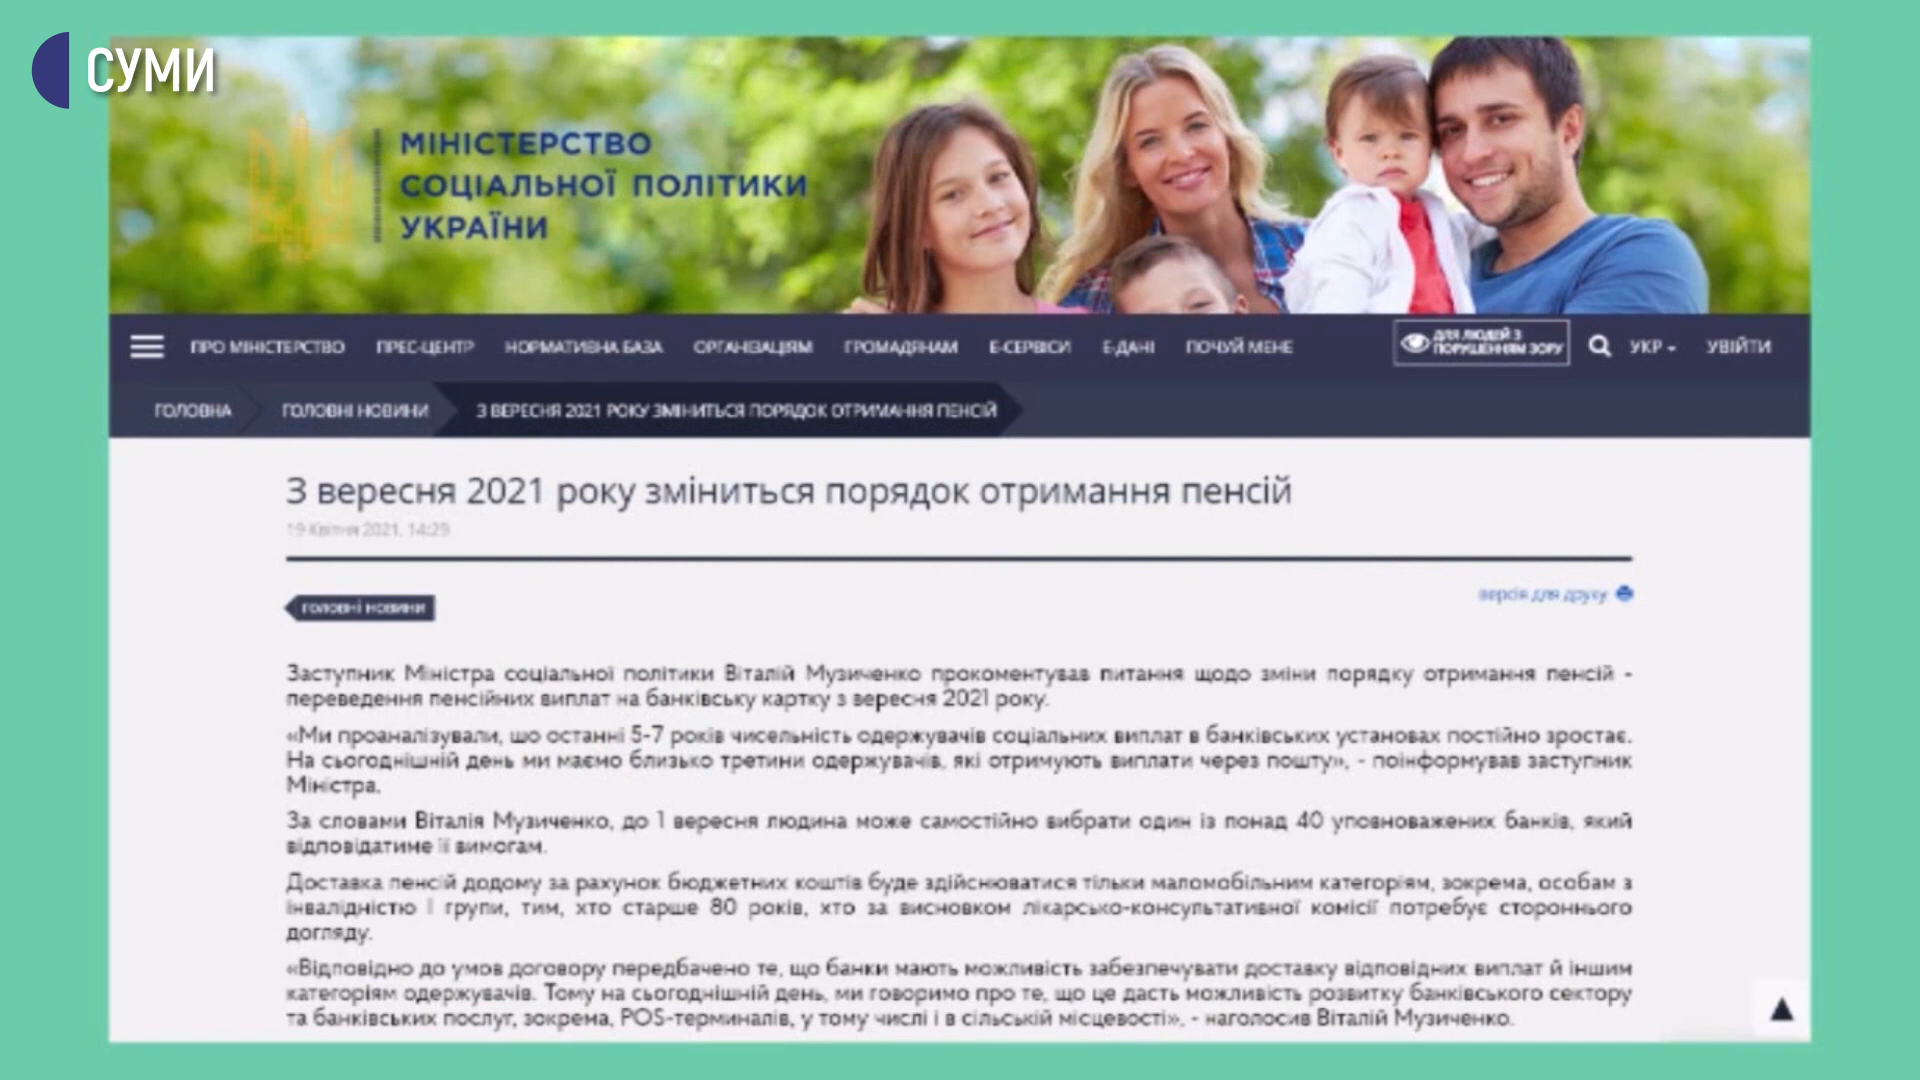 СУМИ
МІНІСТЕРСТВО
СОЦІАЛЬНОЇ ПОЛІТИКИ
УКРАЇНИ
ПРО МІНІСТЕРСТВО ПРЕС-ЦЕНТР НОРМАТИВНА БАЗА ОРГАНІЗАЦІЯМ ГРОМАДЯНАМ Е-СЕРВІСИ Е-ДАНІ ПОЧУЙ МЕНЕ ДЛЯ ЛЮДЕЙ З
ПОРУШЕННЯМ ЗОРУ УКР УВІЙТИ
ГОЛОВНА ГОЛОВНІ НОВИНИ З ВЕРЕСНЯ 2021 РОКУ ЗМІНИТЬСЯ ПОРЯДОК ОТРИМАННЯ ПЕНСІЙ
З вересня 2021 року зміниться порядок отримання пенсій
19 Квітня 2021, 14:29
версія для друку
ГОЛОВНІ НОВИНИ
Заступник Міністра соціальної політики Віталій Музиченко прокоментував питання щодо зміни порядку отримання пенсій -
переведення пенсійних виплат на банківську картку з вересня 2021 року.
«Ми проаналізували, що останні 5-7 років чисельність одержувачів соціальних виплат в банківських установах постійно зростає.
На сьогоднішній день ми маємо близько третини одержувачів, які отримують виплати через пошту», - поінформував заступник
Міністра.
За словами Віталія Музиченко, до 1 вересня людина може самостійно вибрати один із понад 40 уповноважених банків, який
відповідатиме її вимогам.
Доставка пенсій додому за рахунок бюджетних коштів буде здійснюватися тільки маломобільним категоріям, зокрема, особам з
інвалідністю І групи, тим, хто старше 80 років, хто за висновком лікарсько-консультативної комісії потребує стороннього
догляду.
«Відповідно до умов договору передбачено те, що банки мають можливість забезпечувати доставку відповідних виплат й іншим
категоріям одержувачів. Тому на сьогоднішній день, ми говоримо про те, що це дасть можливість розвитку банківського сектору
та банківських послуг, зокрема, POS-терміналів, у тому числі і в сільській місцевості», - наголосив Віталій Музиченко.